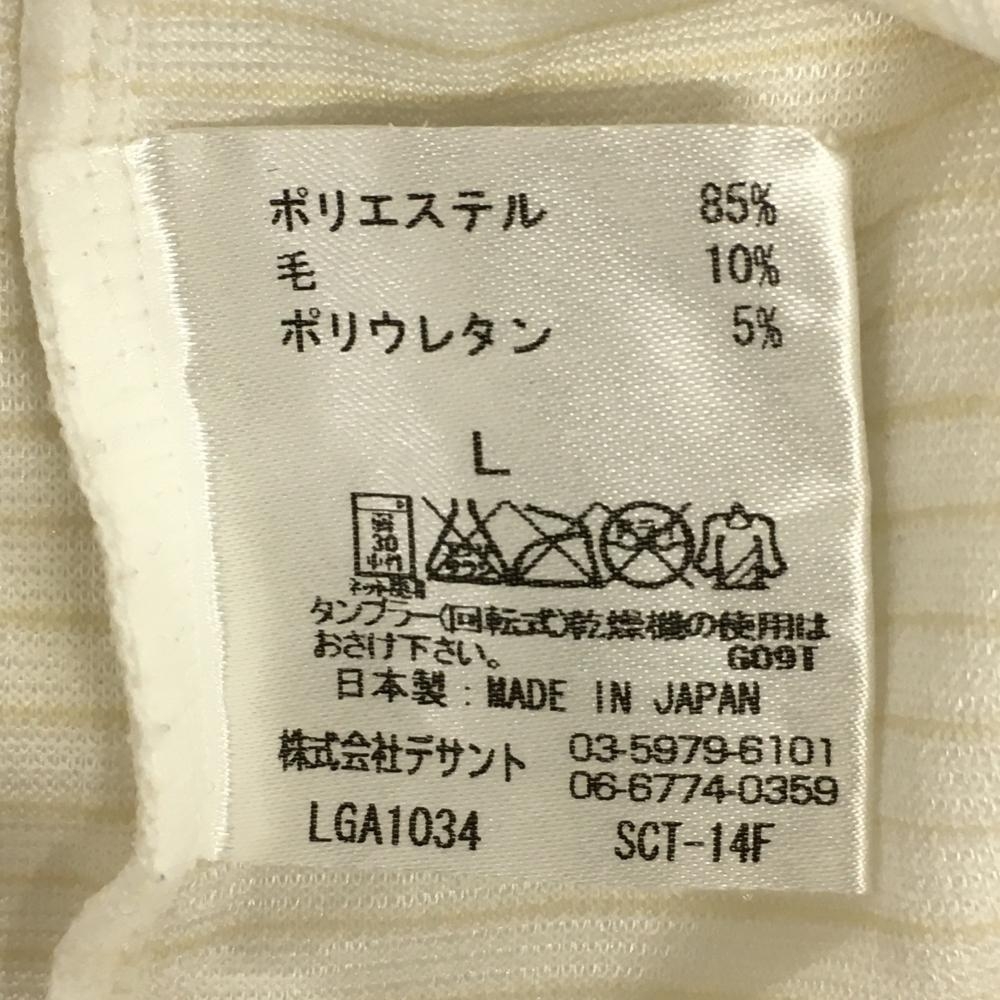 ポリエステル 85%
毛 10%
ポリウレタン 5%
L
タンブラー(回転式)乾燥機の使用は
おさけ下さい。 G09T
日本製：MADE IN JAPAN
株式会社デサント 03-5979-6101
06-6774-0359
LGA1034 SCT-14F